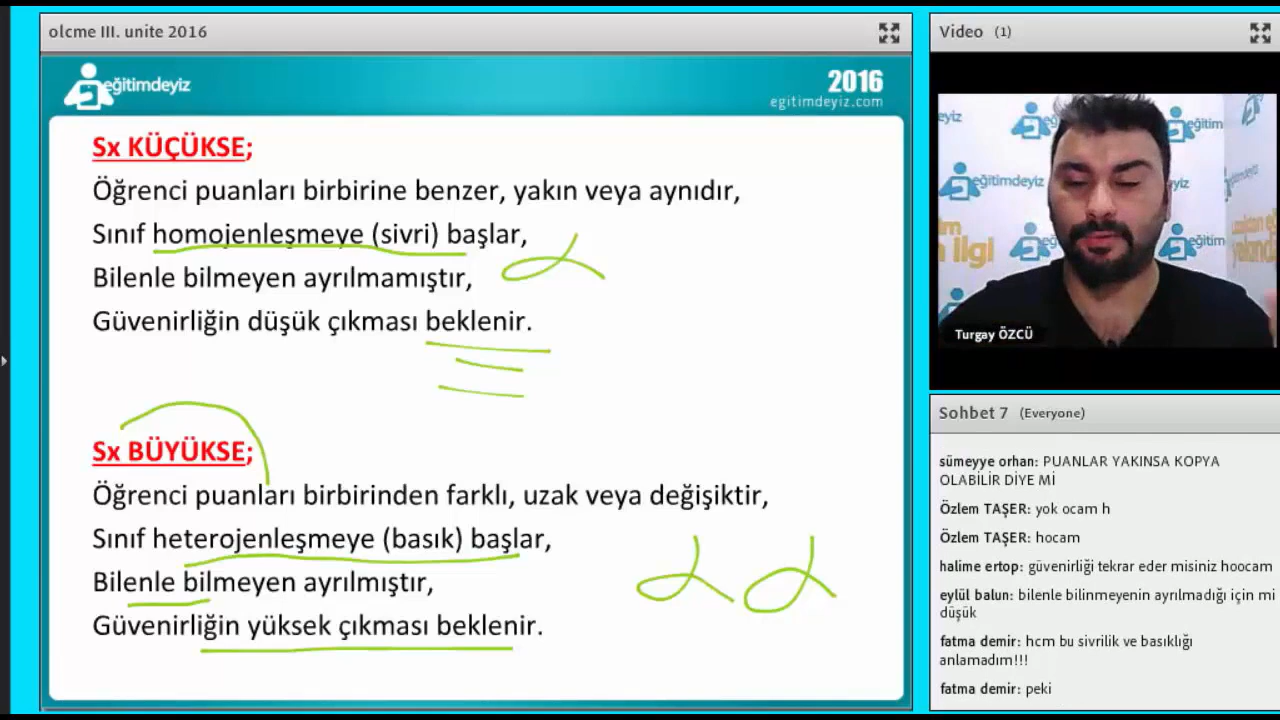 olcme III. unite 2016
eğitimdeyiz
2016
egitimdeyiz.com
Sx KÜÇÜKSE;
Öğrenci puanları birbirine benzer, yakın veya aynıdır,
Sınıf homojenleşmeye (sivri) başlar,
Bilenle bilmeyen ayrılmamıştır,
Güvenirliğin düşük çıkması beklenir.
Sx BÜYÜKSE;
Öğrenci puanları birbirinden farklı, uzak veya değişiktir,
Sınıf heterojenleşmeye (basık) başlar,
Bilenle bilmeyen ayrılmıştır,
Güvenirliğin yüksek çıkması beklenir.
Video (1)
eğitimdeyiz
Turgay ÖZCÜ
Sohbet 7 (Everyone)
sümeyye orhan: PUANLAR YAKINSA KOPYA
OLABİLİR DİYE Mİ
Özlem TAŞER: yok ocam h
Özlem TAŞER: hocam
halime ertop: güvenirliği tekrar eder misiniz hoocam
eylül balun: bilenle bilinmeyenin ayrılmadığı için mi
düşük
fatma demir: hcm bu sivrilik ve basıklığı
anlamadım!!!
fatma demir: peki